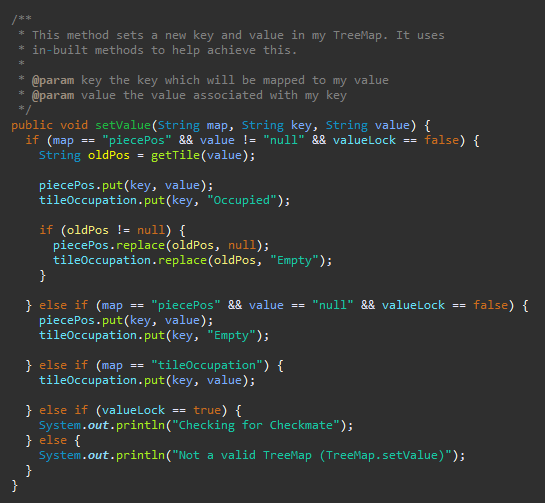 /**
 * This method sets a new key and value in my TreeMap. It uses
 * in-built methods to help achieve this.
 *
 * @param key the key which will be mapped to my value
 * @param value the value associated with my key
 */
public void setValue(String map, String key, String value) {
  if (map == "piecePos" && value != "null" && valueLock == false) {
    String oldPos = getTile(value);

    piecePos.put(key, value);
    tileOccupation.put(key, "Occupied");

    if (oldPos != null) {
      piecePos.replace(oldPos, null);
      tileOccupation.replace(oldPos, "Empty");
    }

  } else if (map == "piecePos" && value == "null" && valueLock == false) {
    piecePos.put(key, value);
    tileOccupation.put(key, "Empty");

  } else if (map == "tileOccupation") {
    tileOccupation.put(key, value);

  } else if (valueLock == true) {
    System.out.println("Checking for Checkmate");
  } else {
    System.out.println("Not a valid TreeMap (TreeMap.setValue)");
  }
}